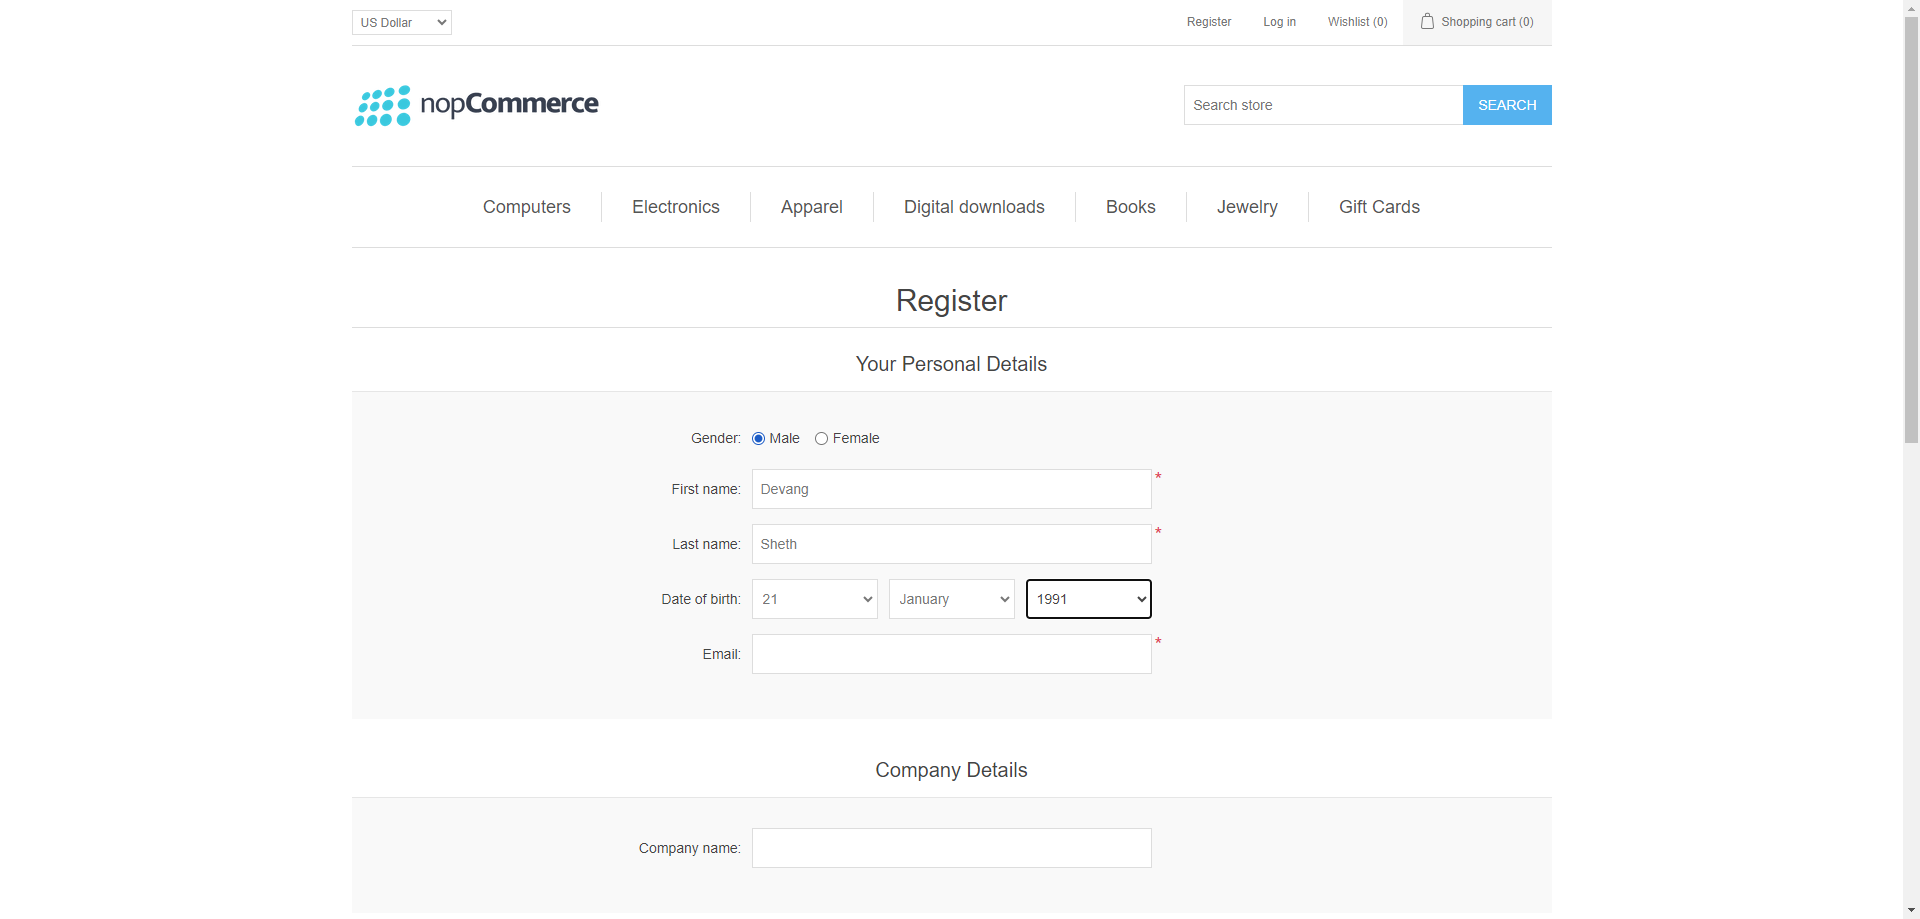 US Dollar Register Log in Wishlist (0) Shopping cart (0)
nopCommerce Search store SEARCH
Computers Electronics Apparel Digital downloads Books Jewelry Gift Cards
Register
Your Personal Details
Gender: Male Female
First name: Devang *
Last name: Sheth *
Date of birth: 21 January 1991
Email: *
Company Details
Company name: